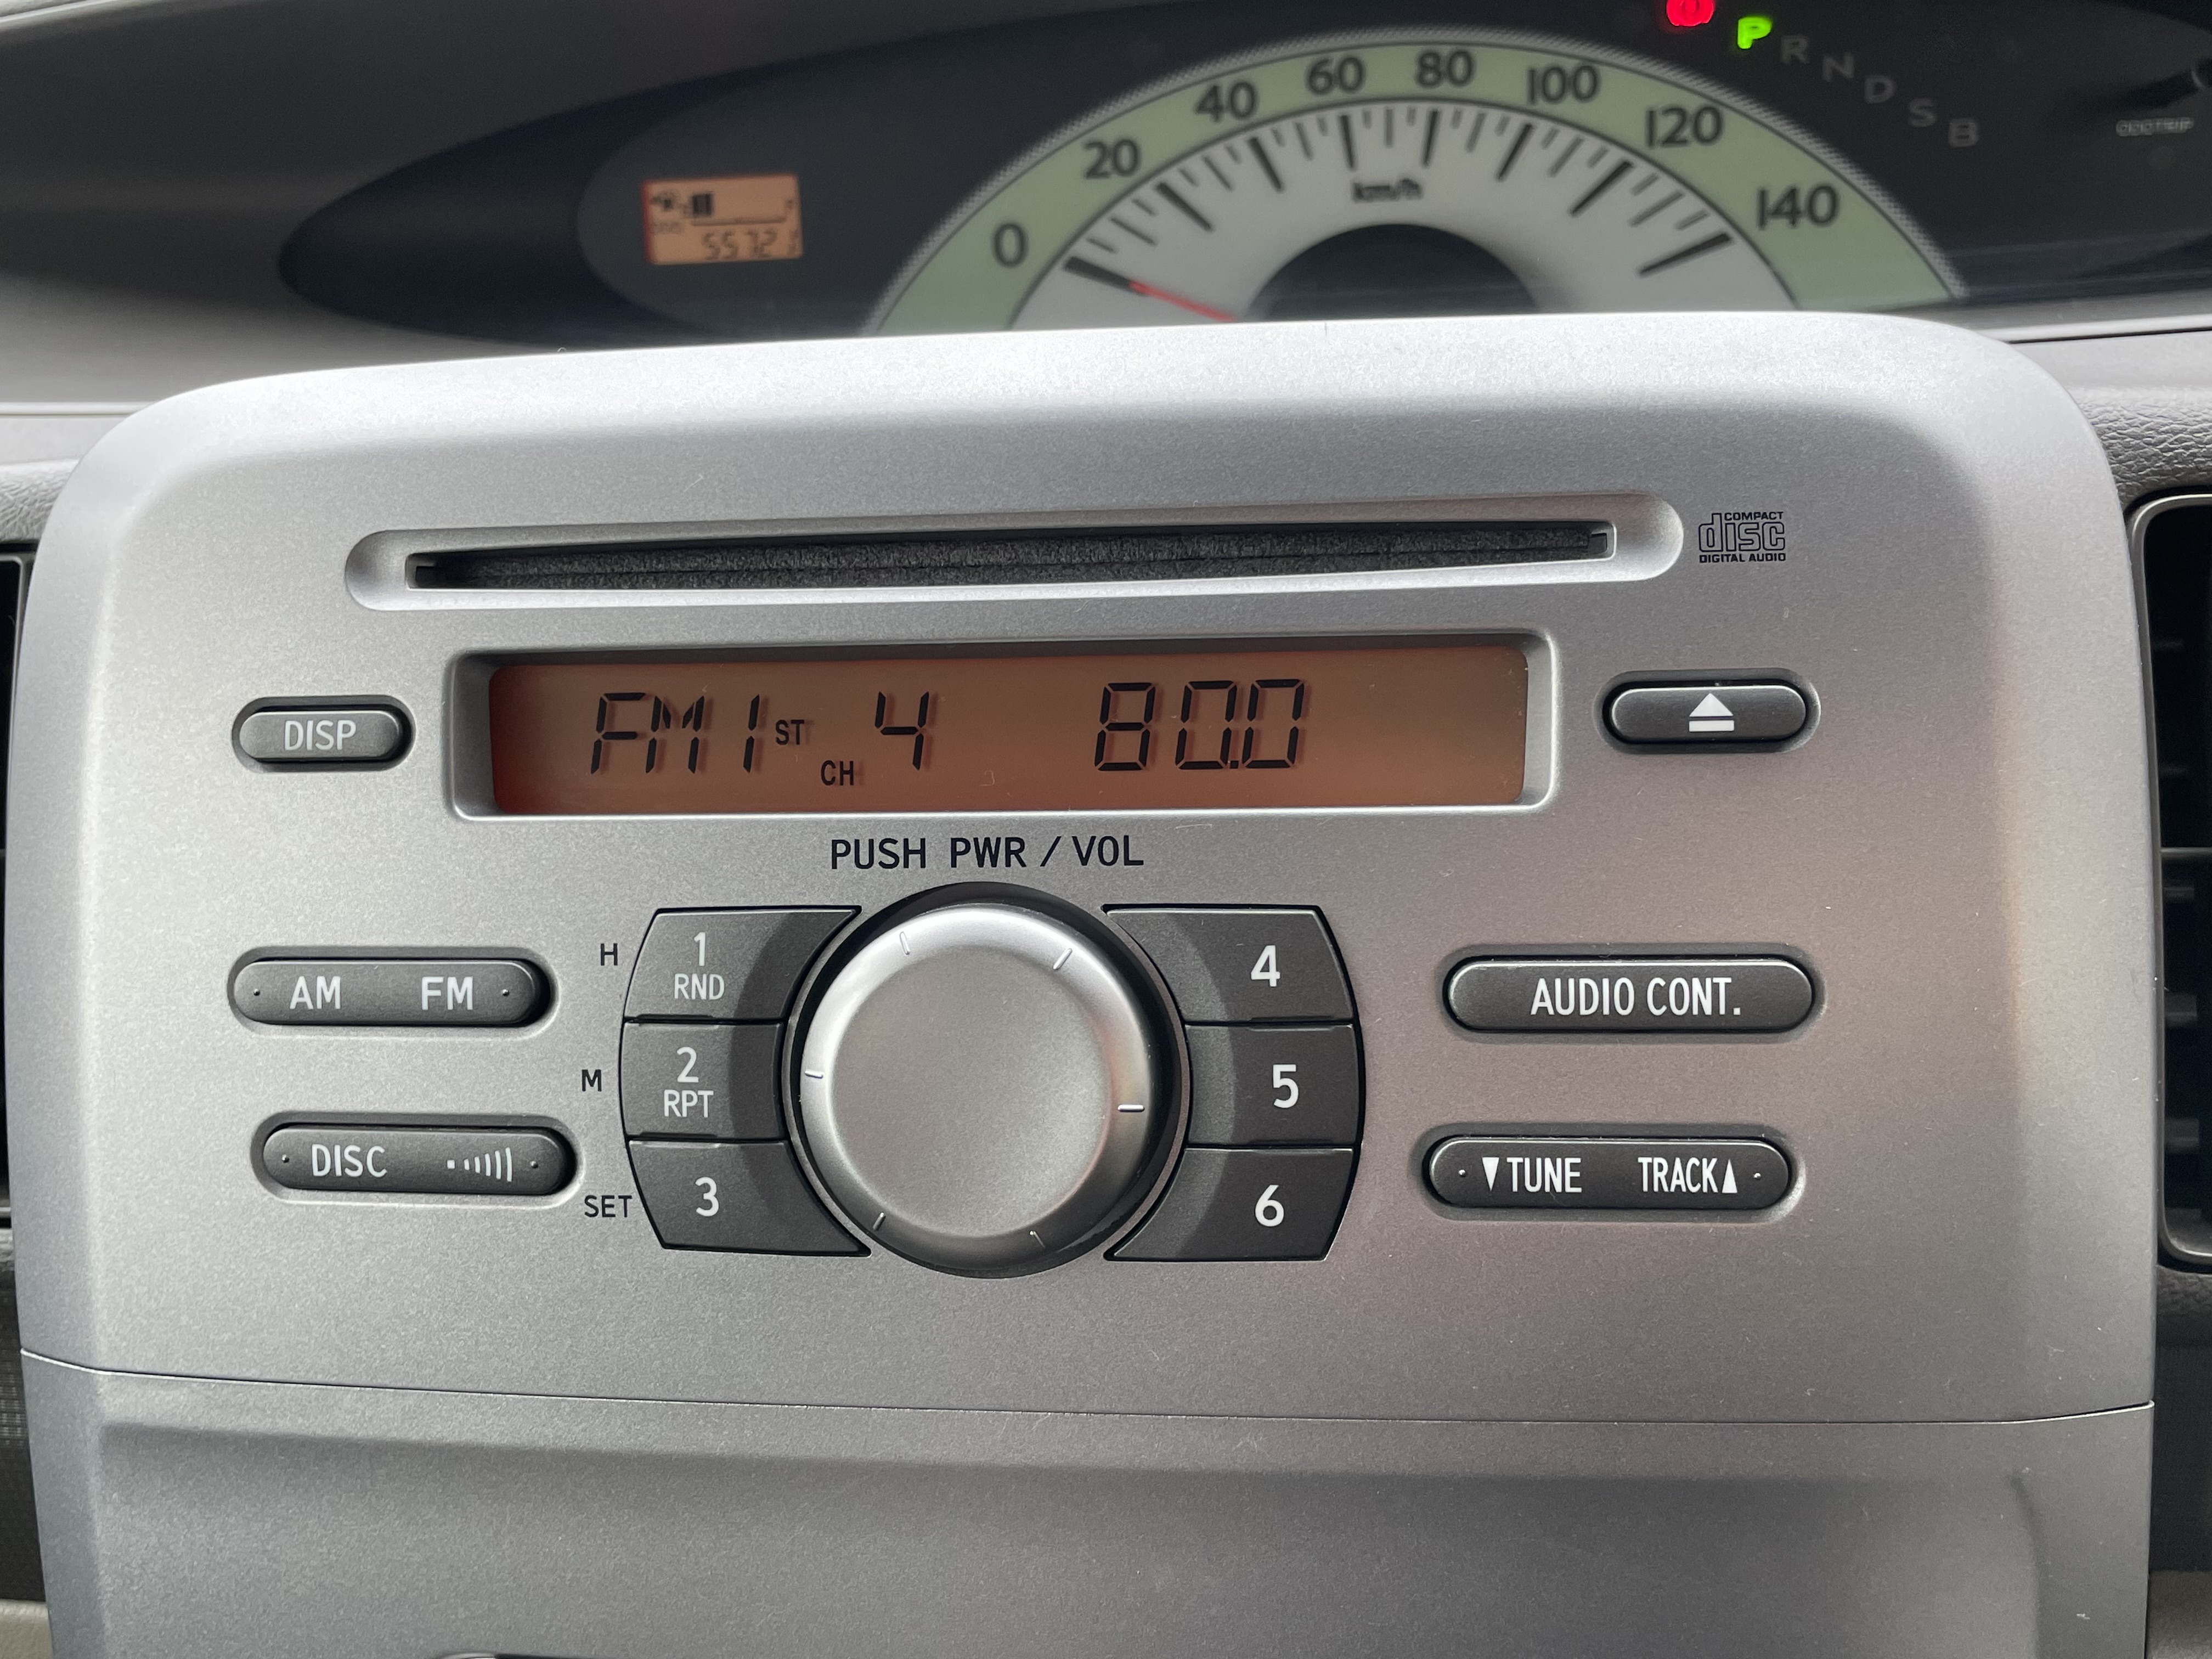 P R N D S B
0 20 40 60 80 100 120 140
km/h
5572
COMPACT
disc
DIGITAL AUDIO
DISP
FM1 ST CH 4 80.0
PUSH PWR / VOL
AM FM
H 1 RND
4
AUDIO CONT.
M 2 RPT
5
DISC
▼TUNE TRACK▲
SET 3
6